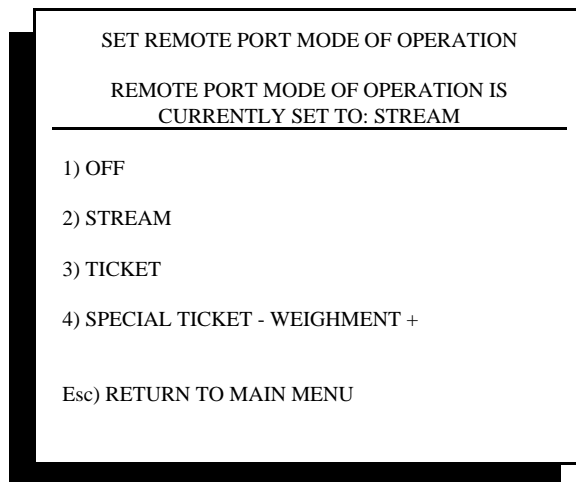 SET REMOTE PORT MODE OF OPERATION
REMOTE PORT MODE OF OPERATION IS
CURRENTLY SET TO: STREAM
1) OFF
2) STREAM
3) TICKET
4) SPECIAL TICKET - WEIGHMENT +
Esc) RETURN TO MAIN MENU